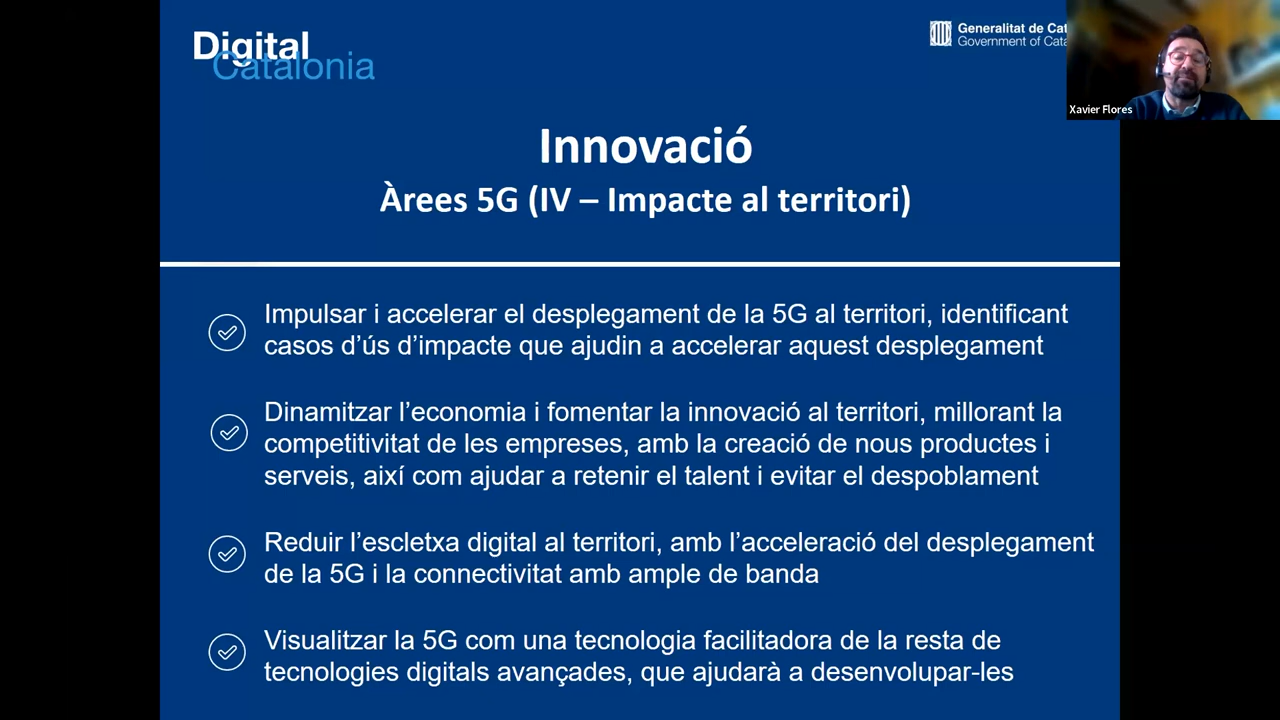 Digital
Catalonia
Generalitat de
Government of
Xavier Flores
Innovació
Àrees 5G (IV – Impacte al territori)
Impulsar i accelerar el desplegament de la 5G al territori, identificant
casos d’ús d’impacte que ajudin a accelerar aquest desplegament
Dinamitzar l’economia i fomentar la innovació al territori, millorant la
competitivitat de les empreses, amb la creació de nous productes i
serveis, així com ajudar a retenir el talent i evitar el despoblament
Reduir l’escletxa digital al territori, amb l’acceleració del desplegament
de la 5G i la connectivitat amb ample de banda
Visualitzar la 5G com una tecnologia facilitadora de la resta de
tecnologies digitals avançades, que ajudarà a desenvolupar-les